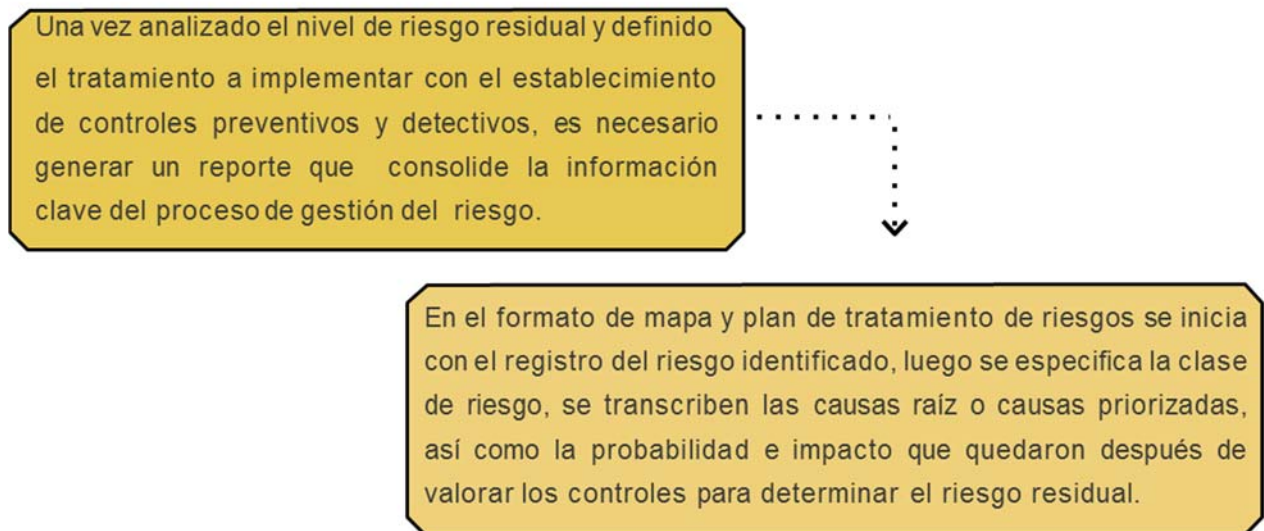 Una vez analizado el nivel de riesgo residual y definido
el tratamiento a implementar con el establecimiento
de controles preventivos y detectivos, es necesario
generar un reporte que consolide la información
clave del proceso de gestión del riesgo.
En el formato de mapa y plan de tratamiento de riesgos se inicia
con el registro del riesgo identificado, luego se especifica la clase
de riesgo, se transcriben las causas raíz o causas priorizadas,
así como la probabilidad e impacto que quedaron después de
valorar los controles para determinar el riesgo residual.